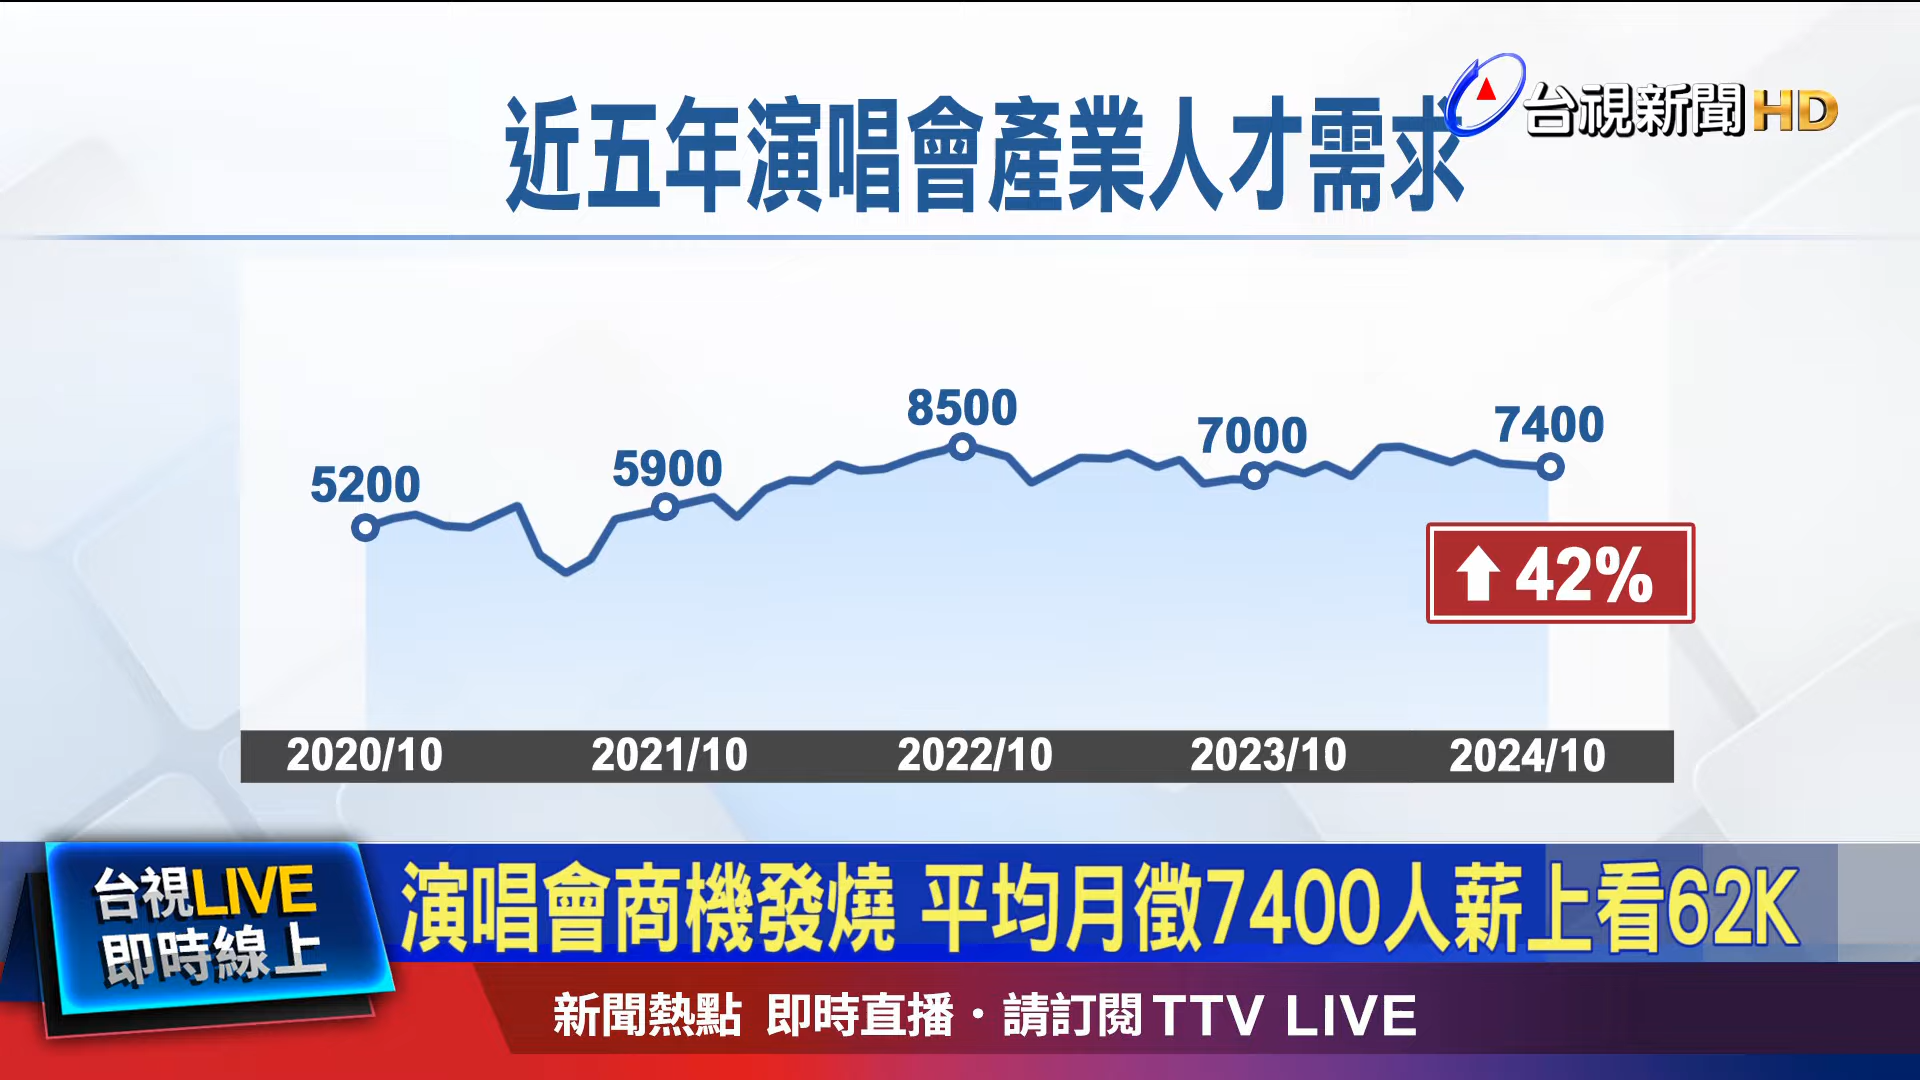 近五年演唱會產業人才需求
台視新聞HD
8500
7000
7400
5200
5900
42%
2020/10 2021/10 2022/10 2023/10 2024/10
台視LIVE
即時線上
演唱會商機發燒 平均月徵7400人薪上看62K
新聞熱點 即時直播·請訂閱TTV LIVE